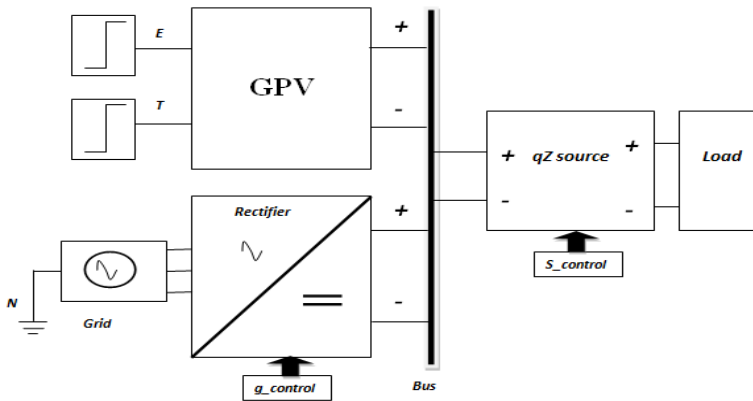 E
+
GPV
T
-
+
qZ source
+
Load
-
-
Rectifier
+
S_control
N
Grid
-
g_control
Bus